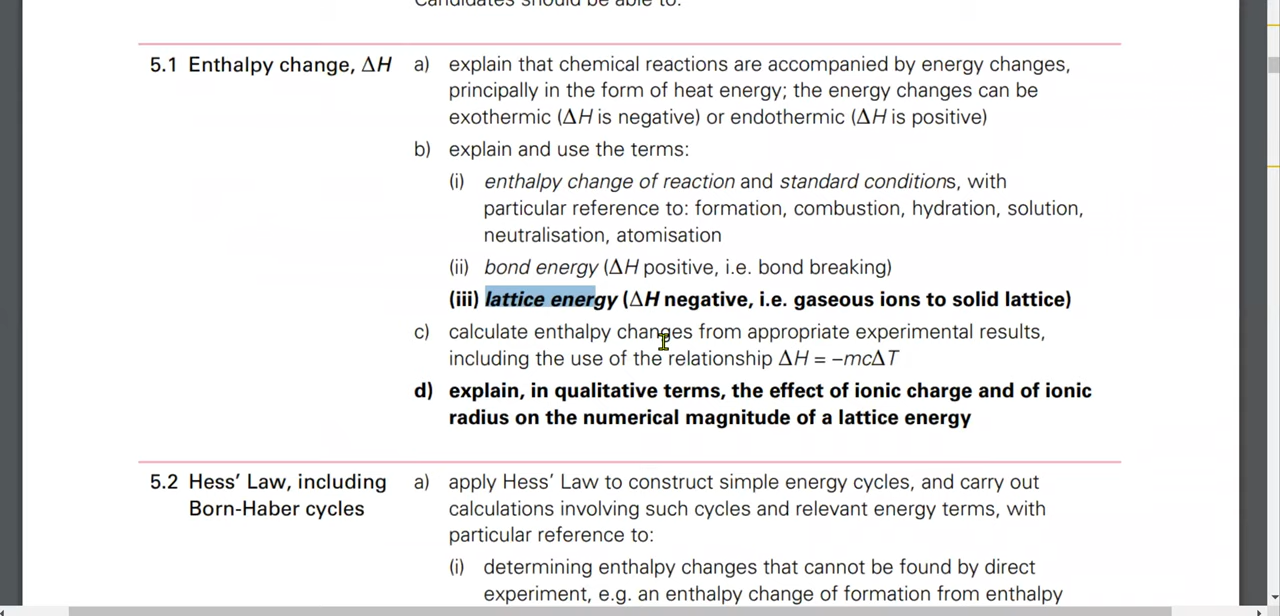 Candidates should be able to:
5.1 Enthalpy change, ΔH
a) explain that chemical reactions are accompanied by energy changes,
principally in the form of heat energy; the energy changes can be
exothermic (ΔH is negative) or endothermic (ΔH is positive)
b) explain and use the terms:
(i) enthalpy change of reaction and standard conditions, with
particular reference to: formation, combustion, hydration, solution,
neutralisation, atomisation
(ii) bond energy (ΔH positive, i.e. bond breaking)
(iii) lattice energy (ΔH negative, i.e. gaseous ions to solid lattice)
c) calculate enthalpy changes from appropriate experimental results,
including the use of the relationship ΔH = –mcΔT
d) explain, in qualitative terms, the effect of ionic charge and of ionic
radius on the numerical magnitude of a lattice energy
5.2 Hess’ Law, including
Born-Haber cycles
a) apply Hess’ Law to construct simple energy cycles, and carry out
calculations involving such cycles and relevant energy terms, with
particular reference to:
(i) determining enthalpy changes that cannot be found by direct
experiment, e.g. an enthalpy change of formation from enthalpy